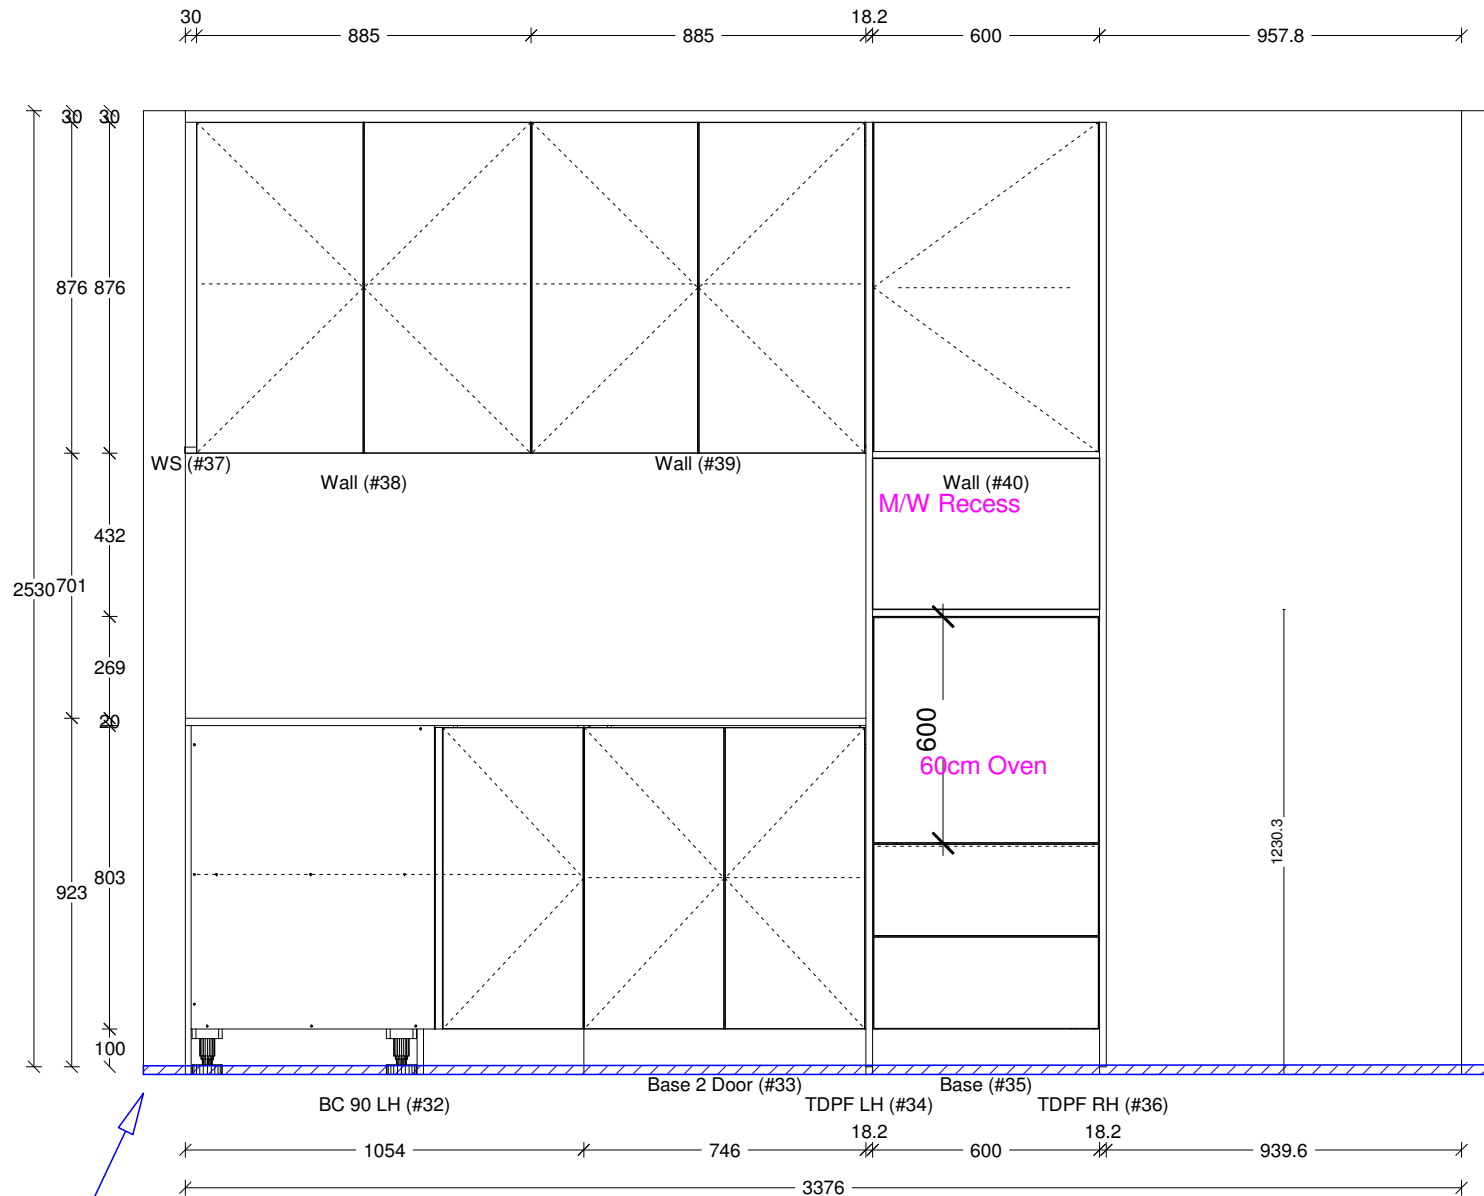 30 18.2
885 885 600 957.8
30 30
876 876
WS (#37) Wall (#39)
Wall (#38) Wall (#40)
M/W Recess
432
2530 701
269
20
600
60cm Oven
1230.3
923 803
100
Base 2 Door (#33) Base (#35)
BC 90 LH (#32) TDPF LH (#34) TDPF RH (#36)
18.2 18.2
1054 746 600 939.6
3376